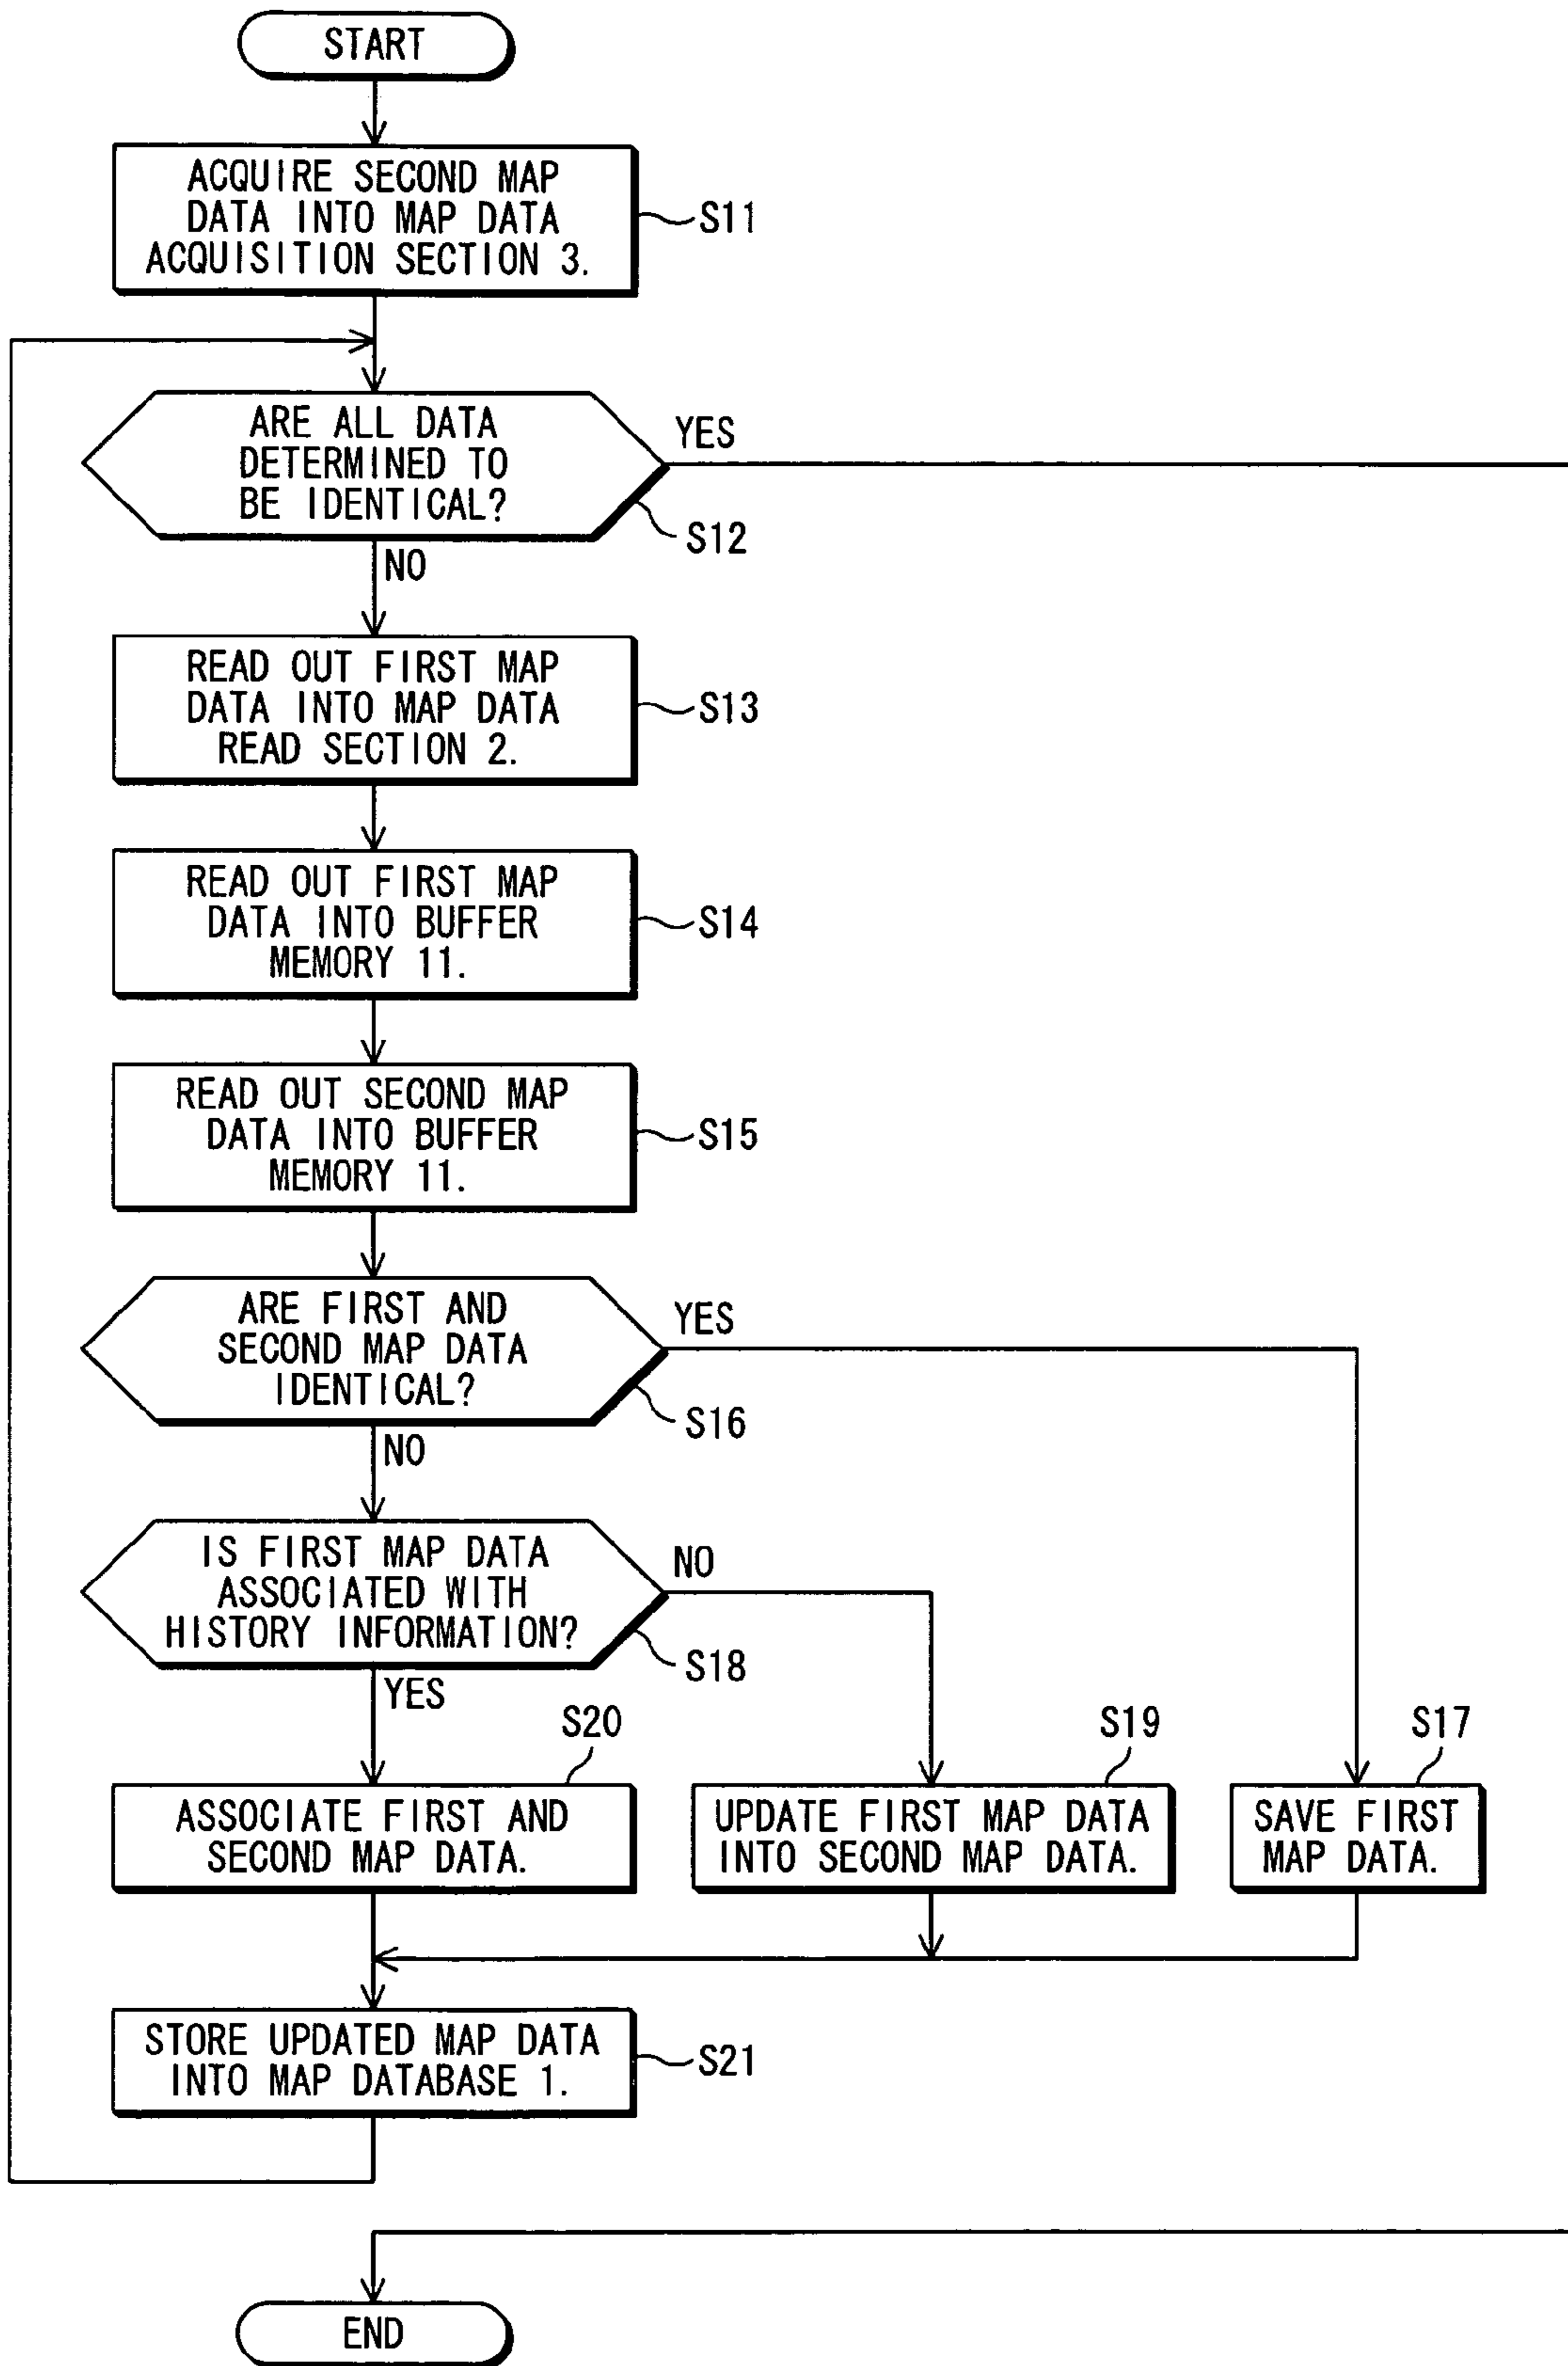 START
ACQUIRE SECOND MAP
DATA INTO MAP DATA
ACQUISITION SECTION 3.
S11
ARE ALL DATA
DETERMINED TO
BE IDENTICAL?
YES
S12
NO
READ OUT FIRST MAP
DATA INTO MAP DATA
READ SECTION 2.
S13
READ OUT FIRST MAP
DATA INTO BUFFER
MEMORY 11.
S14
READ OUT SECOND MAP
DATA INTO BUFFER
MEMORY 11.
S15
ARE FIRST AND
SECOND MAP DATA
IDENTICAL?
YES
S16
NO
IS FIRST MAP DATA
ASSOCIATED WITH
HISTORY INFORMATION?
NO
S18
YES
S20
ASSOCIATE FIRST AND
SECOND MAP DATA.
S19
UPDATE FIRST MAP DATA
INTO SECOND MAP DATA.
S17
SAVE FIRST
MAP DATA.
STORE UPDATED MAP DATA
INTO MAP DATABASE 1.
S21
END